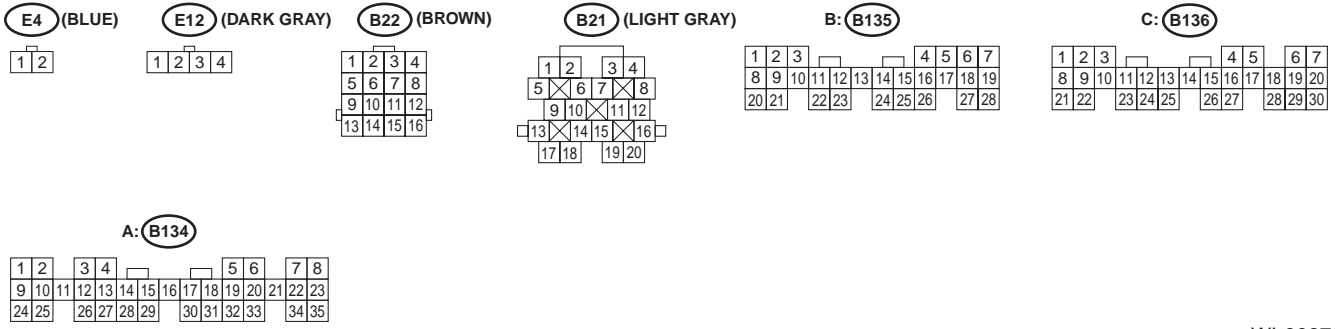 E4 (BLUE) E12 (DARK GRAY) B22 (BROWN) B21 (LIGHT GRAY) B: B135 C: B136
1 2
1 2 3 4
1 2 3 4
5 6 7 8
9 10 11 12
13 14 15 16
1 2 3 4
5 6 7 8
9 10 11 12
13 14 15 16
17 18 19 20
1 2 3 4 5 6 7
8 9 10 11 12 13 14 15 16 17 18 19
20 21 22 23 24 25 26 27 28
1 2 3 4 5 6 7
8 9 10 11 12 13 14 15 16 17 18 19 20
21 22 23 24 25 26 27 28 29 30
A: B134
1 2 3 4 5 6 7 8
9 10 11 12 13 14 15 16 17 18 19 20 21 22 23
24 25 26 27 28 29 30 31 32 33 34 35